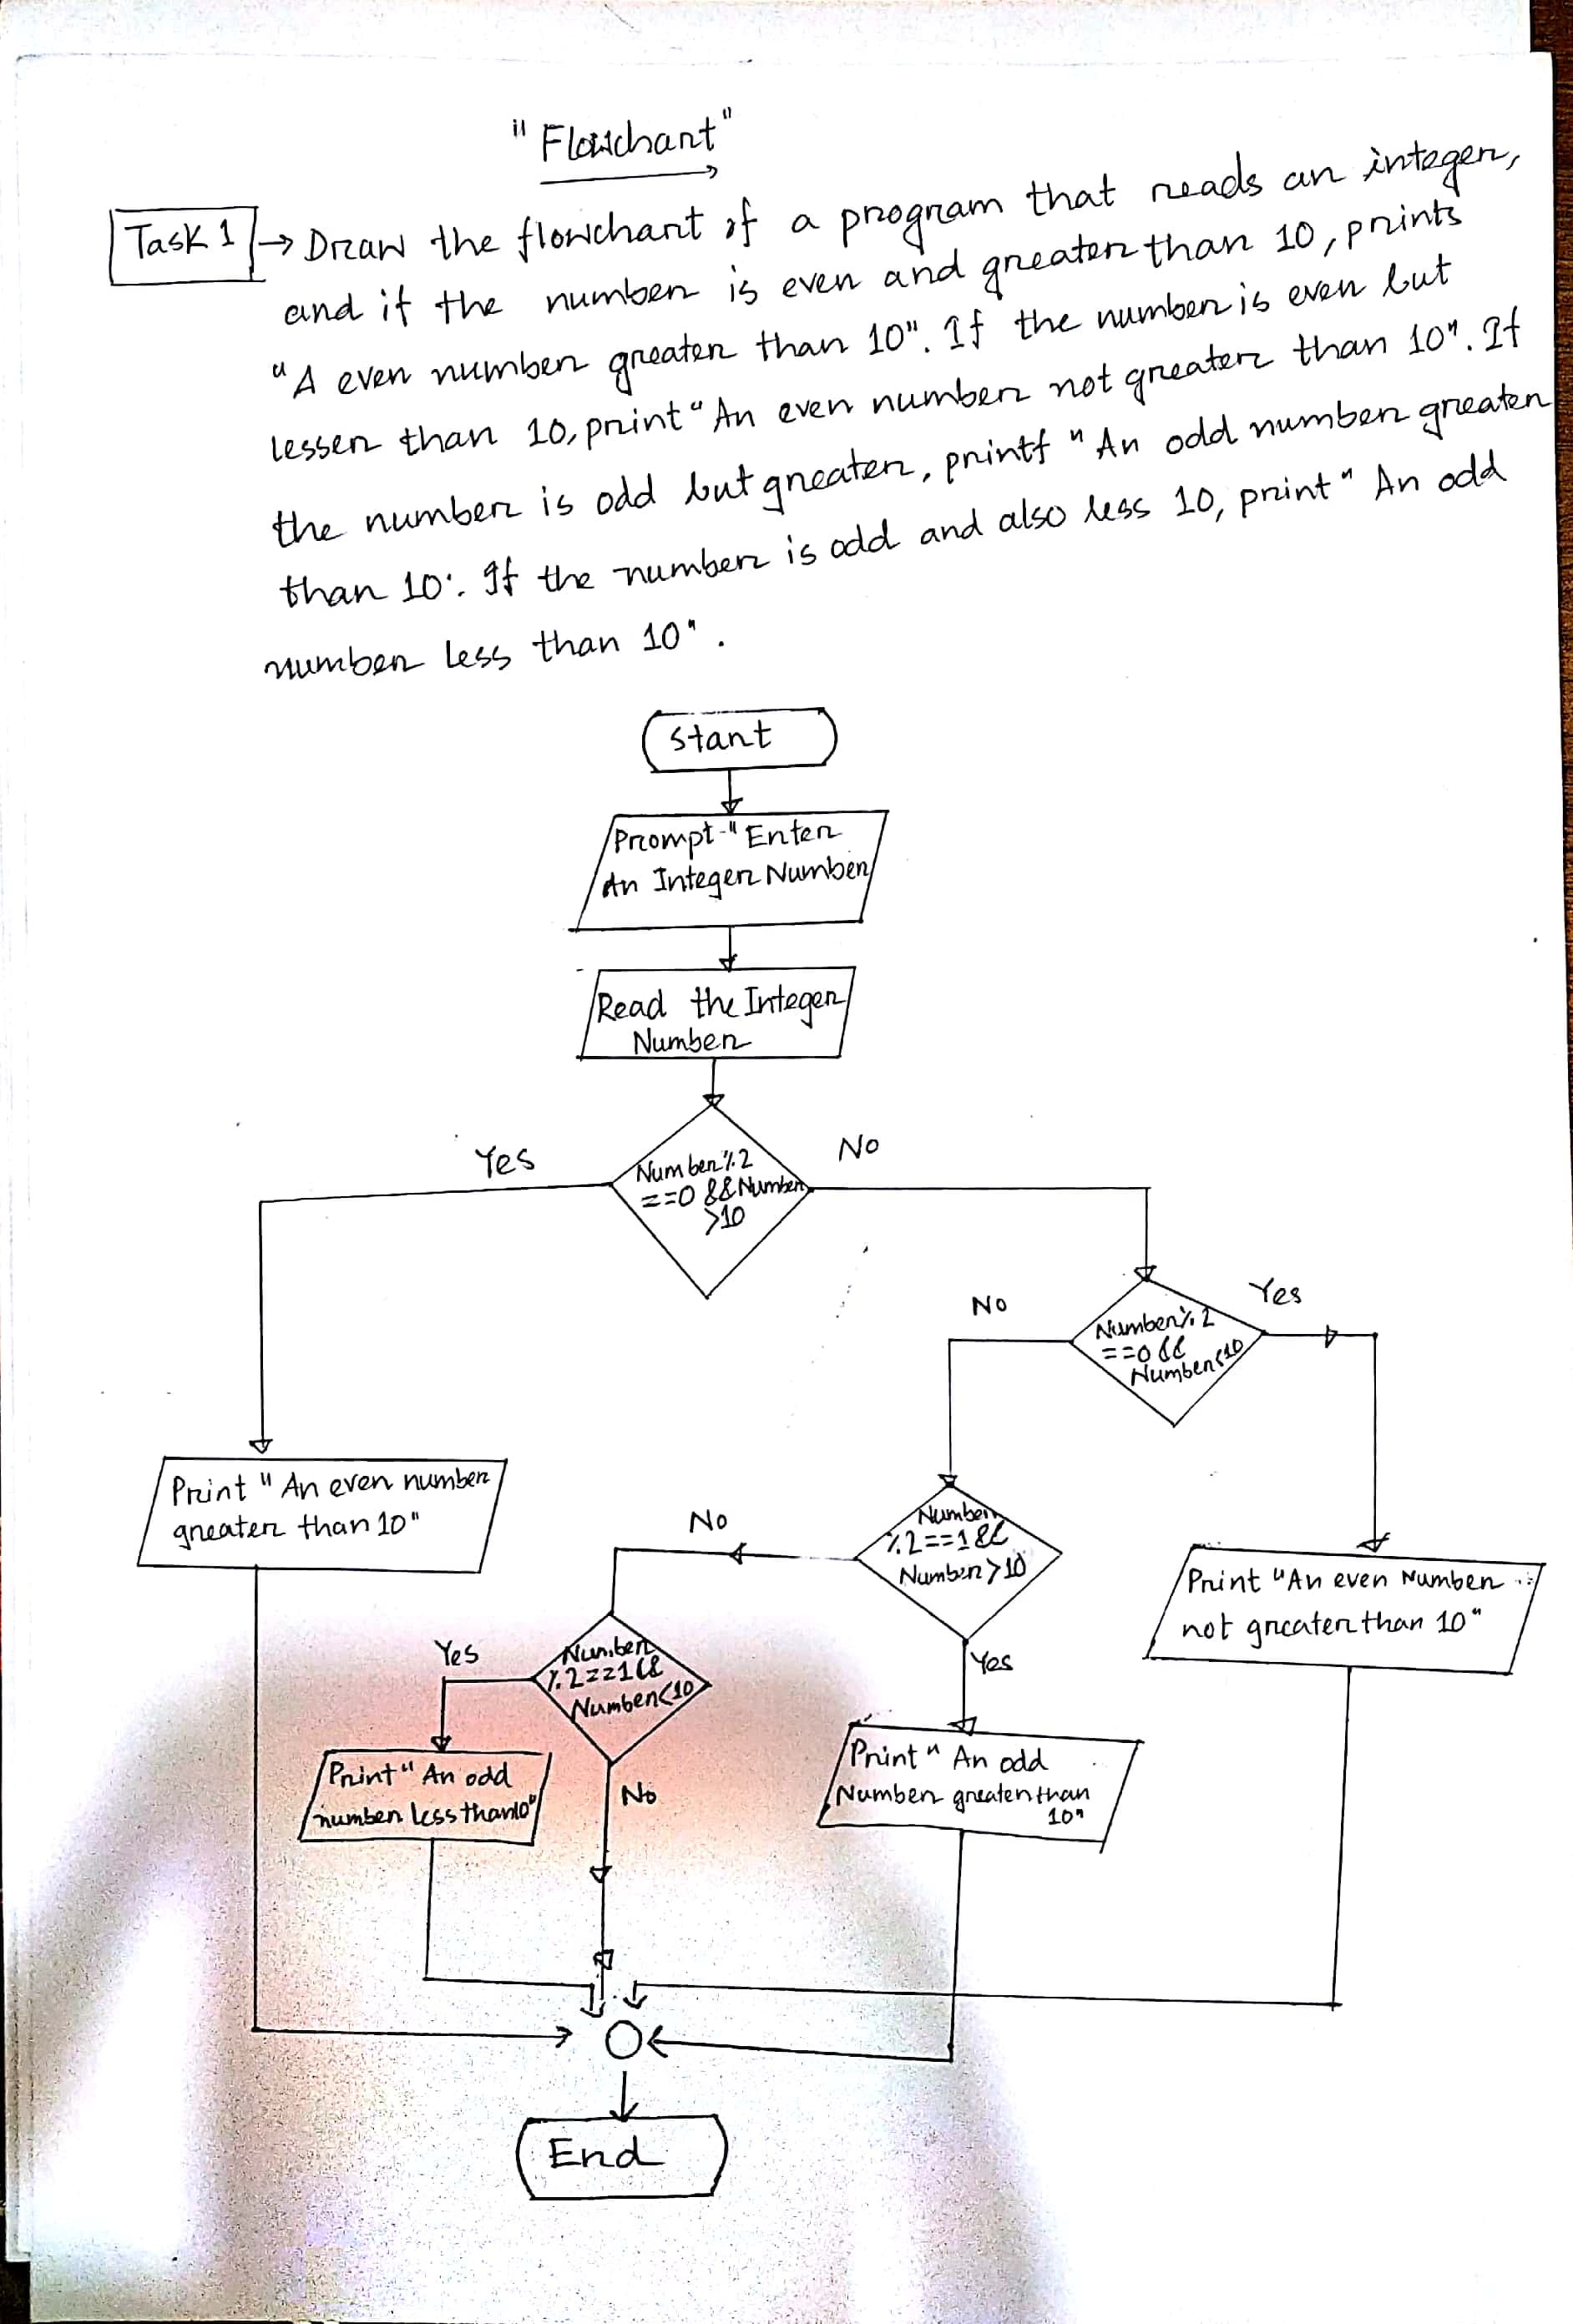 "Flowchart"
Task 1 → Draw the flowchart of a program that reads an integer,
and if the number is even and greater than 10, prints
"A even number greater than 10". If the number is even but
lesser than 10, print "An even number not greater than 10". If
the number is odd but greater, printf "An odd number greater
than 10". If the number is odd and also less 10, print "An odd
number less than 10".
Start
Prompt-"Enter
An Integer Number
Read the Integer
Number
Yes
Number%2
==0 &&Number
>10
No
No
Number%2
==0 &&
Number<10
Yes
Print "An even number
greater than 10"
No
Number
%2==1 &&
Number>10
Yes
Print "An even Number
not greater than 10"
Yes
Number
%2==1 &&
Number<10
No
Print "An odd
number less than10"
Print "An odd
Number greater than
10"
End